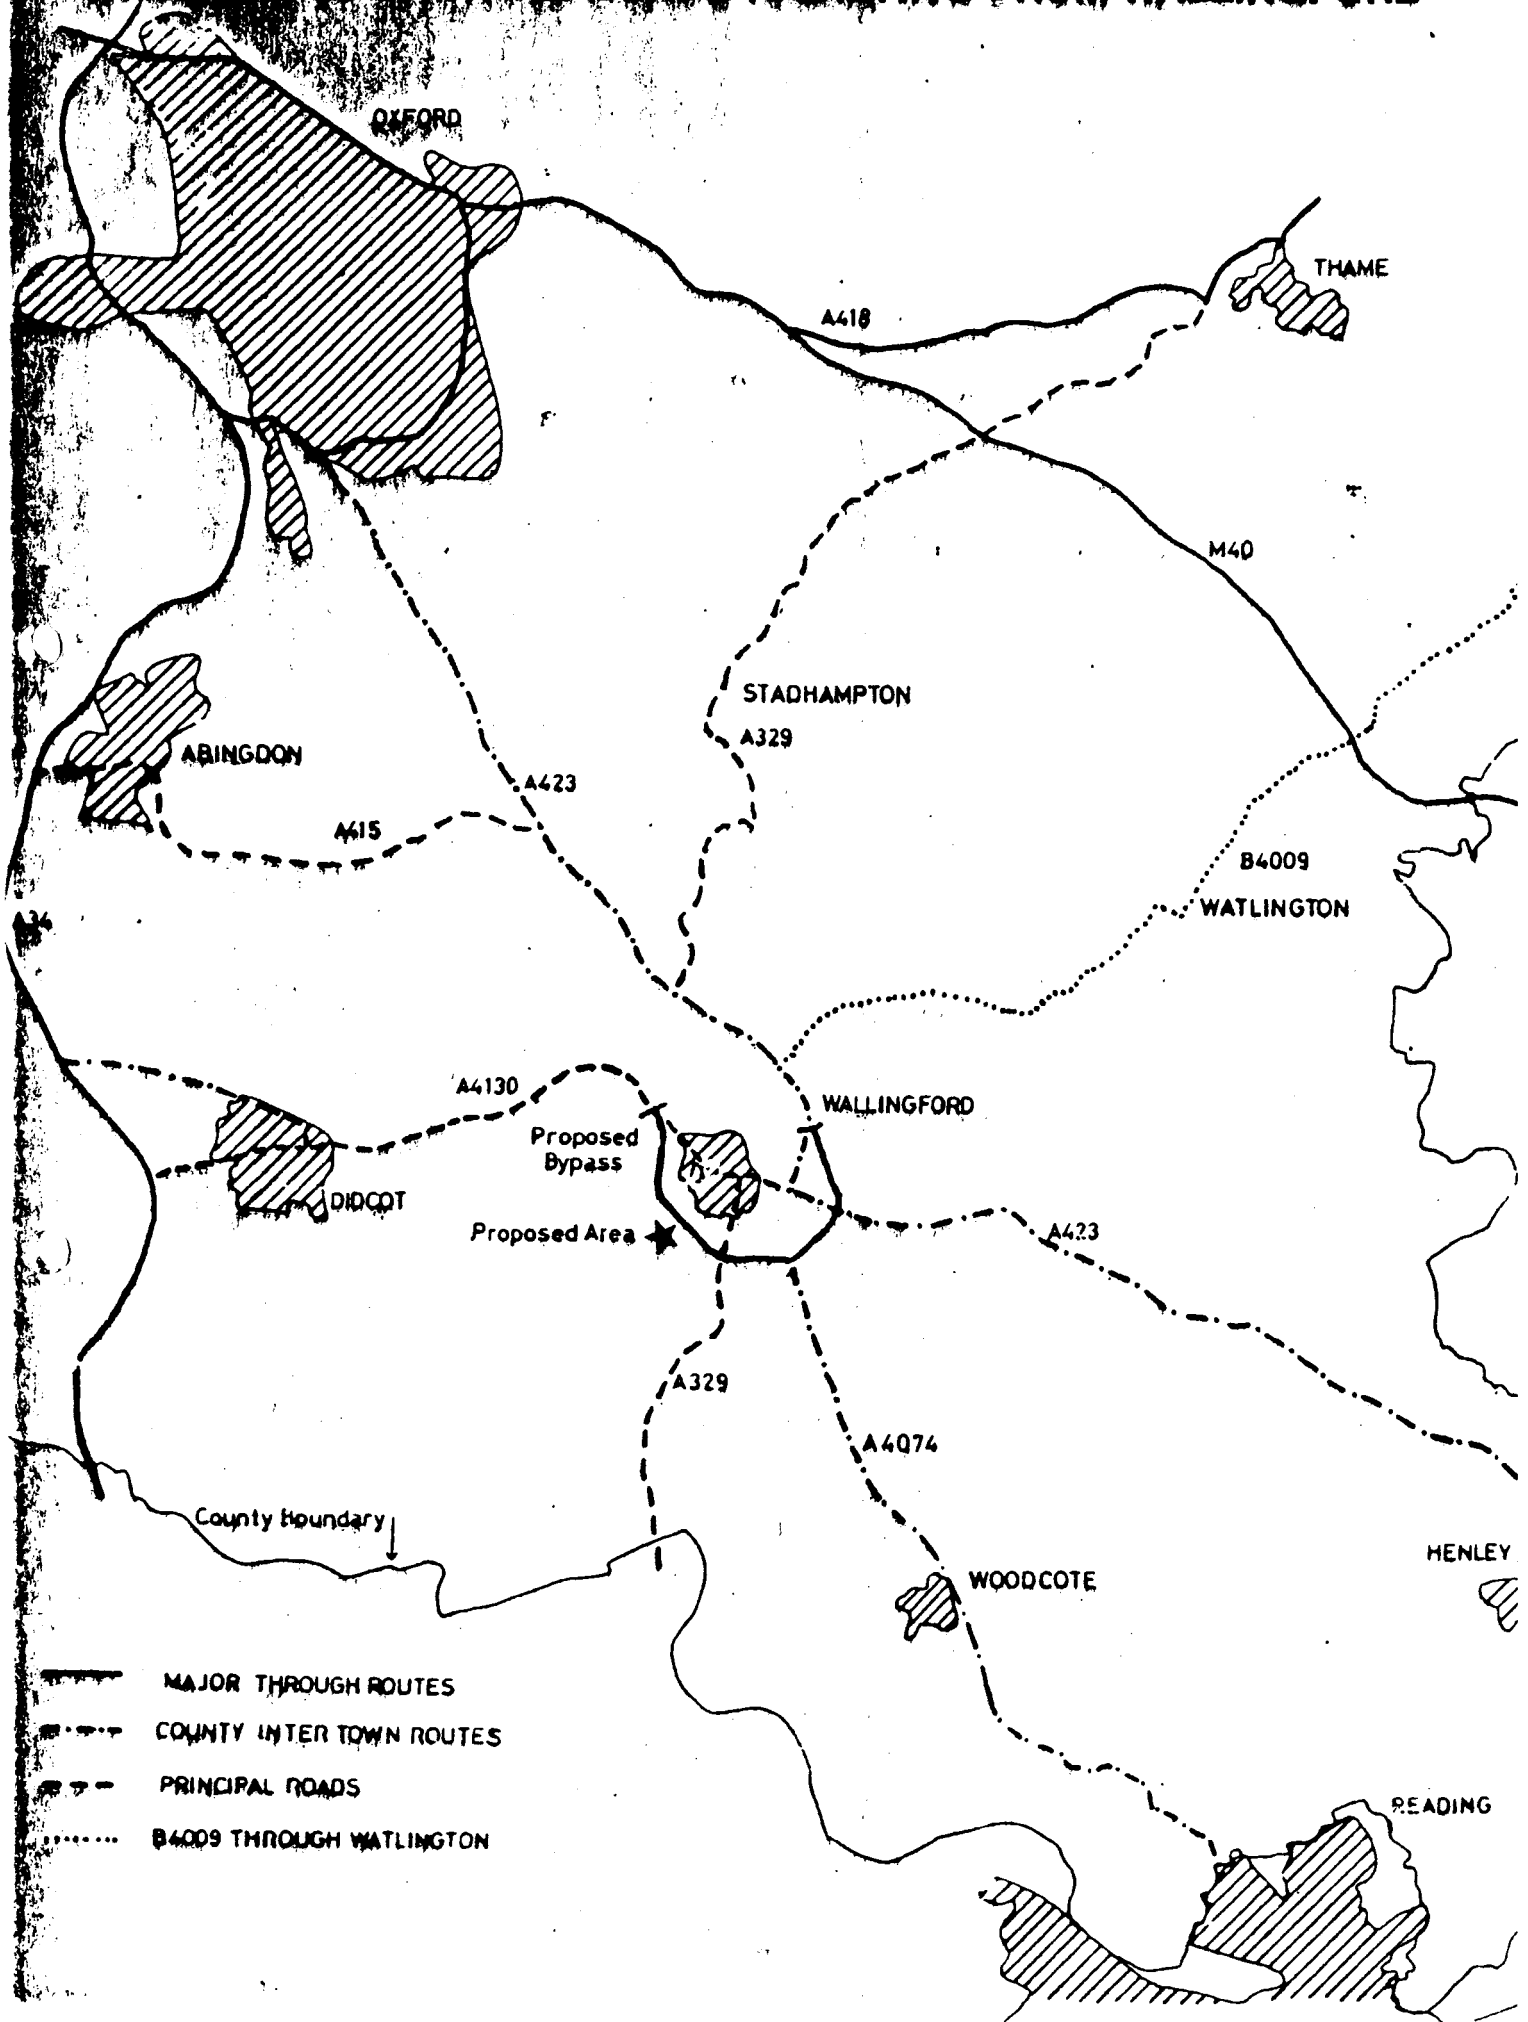 OXFORD
THAME
A418
M40
STADHAMPTON
A329
ABINGDON
A423
A415
B4009
WATLINGTON
A34
A4130
WALLINGFORD
Proposed
Bypass
DIDCOT
Proposed Area
A423
A329
A4074
County Boundary
HENLEY
WOODCOTE
MAJOR THROUGH ROUTES
COUNTY INTER TOWN ROUTES
PRINCIPAL ROADS
READING
B4009 THROUGH WATLINGTON